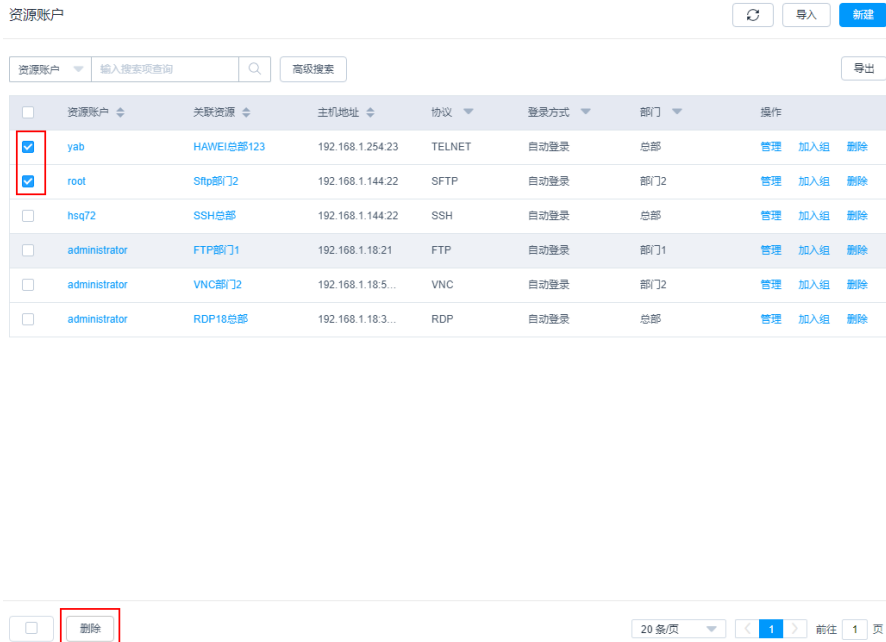 资源账户
导入 新建
资源账户 输入搜索项查询 高级搜索 导出
资源账户 关联资源 主机地址 协议 登录方式 部门 操作
yab HAWEI总部123 192.168.1.254:23 TELNET 自动登录 总部 管理 加入组 删除
root Sftp部门2 192.168.1.144:22 SFTP 自动登录 部门2 管理 加入组 删除
hsq72 SSH总部 192.168.1.144:22 SSH 自动登录 总部 管理 加入组 删除
administrator FTP部门1 192.168.1.18:21 FTP 自动登录 部门1 管理 加入组 删除
administrator VNC部门2 192.168.1.18:5... VNC 自动登录 部门2 管理 加入组 删除
administrator RDP18总部 192.168.1.18:3... RDP 自动登录 总部 管理 加入组 删除
删除 20 条/页 1 前往 1 页